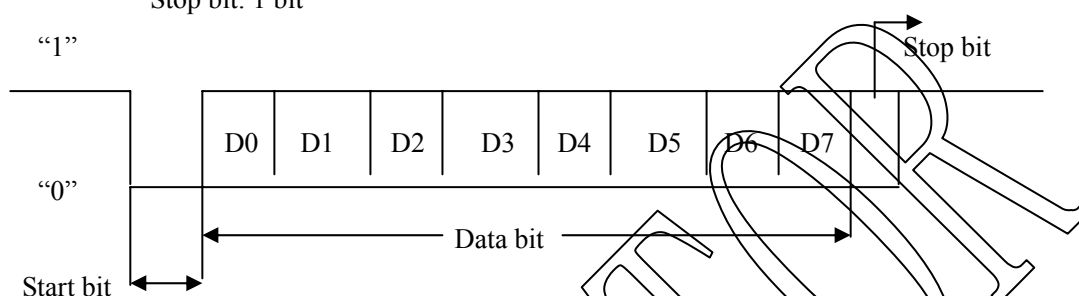 Stop bit: 1 bit
“1”
Stop bit
D0 D1 D2 D3 D4 D5 D6 D7
“0”
Data bit
Start bit